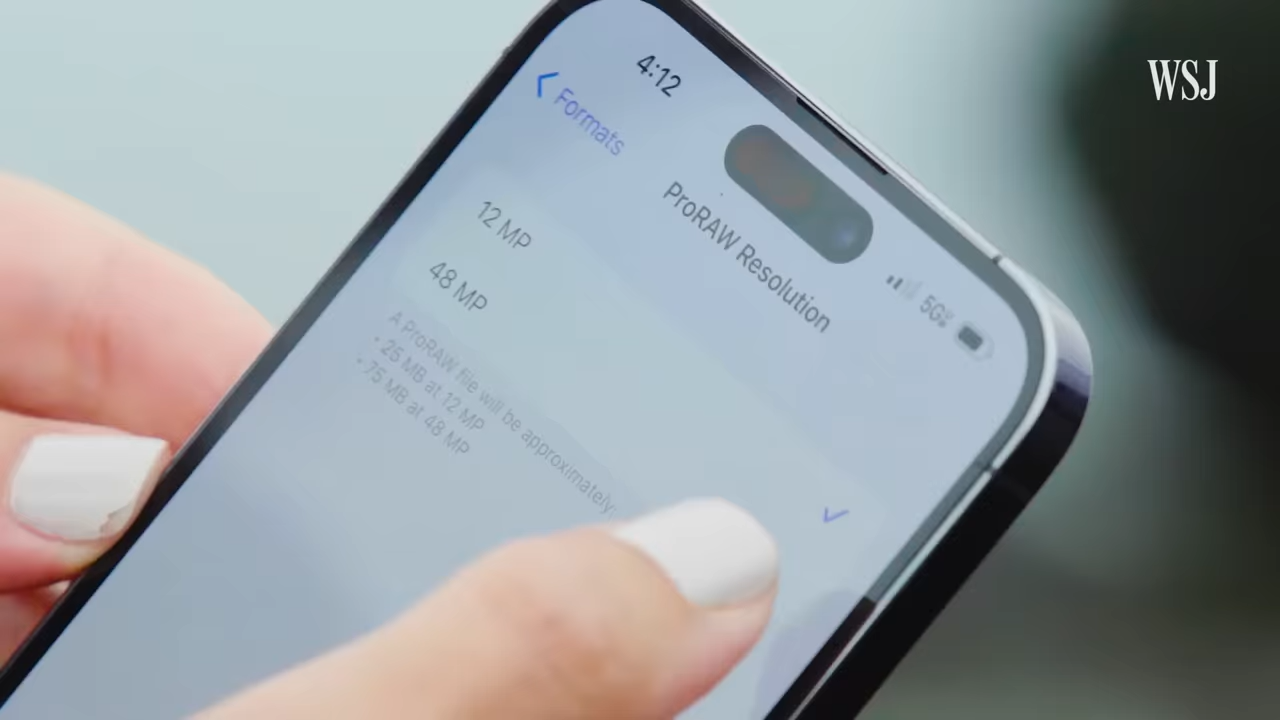 WSJ
4:12
5G
Formats
ProRAW Resolution
12 MP
48 MP
A ProRAW file will be approximately:
• 25 MB at 12 MP
• 75 MB at 48 MP